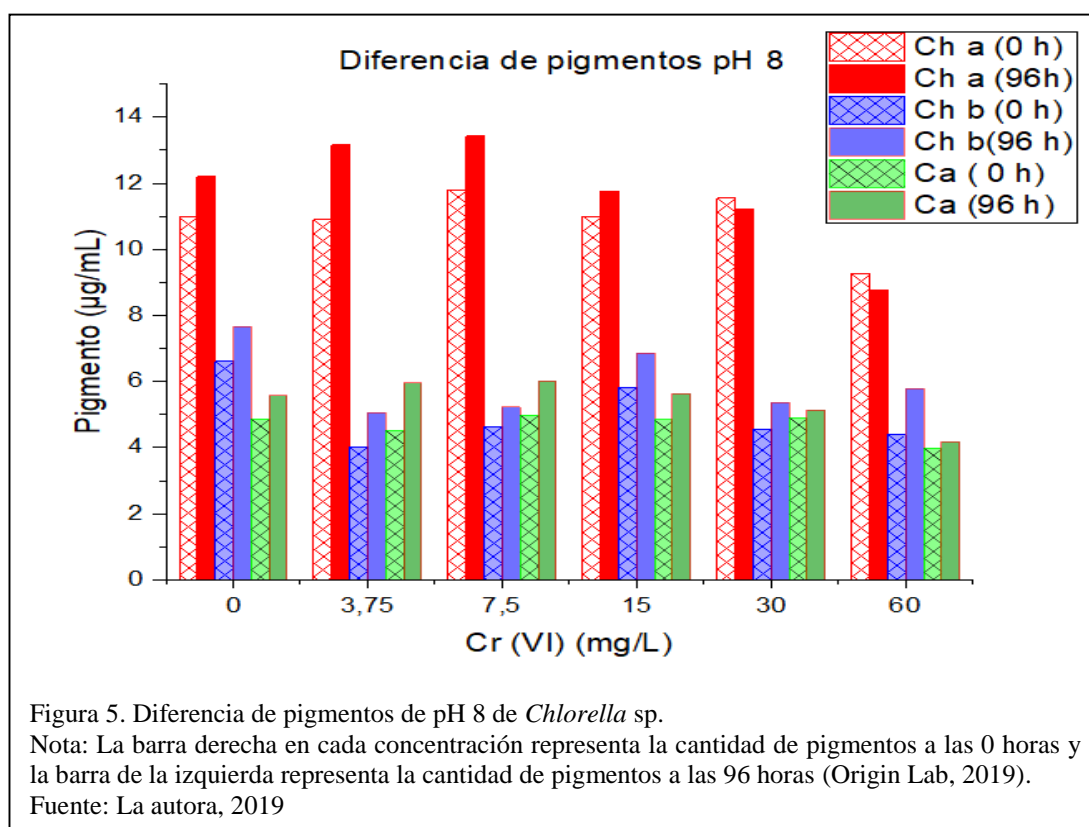 Diferencia de pigmentos pH 8
Ch a (0 h)
Ch a (96h)
Ch b (0 h)
Ch b(96 h)
Ca ( 0 h)
Ca (96 h)
Pigmento (µg/mL)
14
12
10
8
6
4
2
0
0 3,75 7,5 15 30 60
Cr (VI) (mg/L)
Figura 5. Diferencia de pigmentos de pH 8 de Chlorella sp.
Nota: La barra derecha en cada concentración representa la cantidad de pigmentos a las 0 horas y
la barra de la izquierda representa la cantidad de pigmentos a las 96 horas (Origin Lab, 2019).
Fuente: La autora, 2019